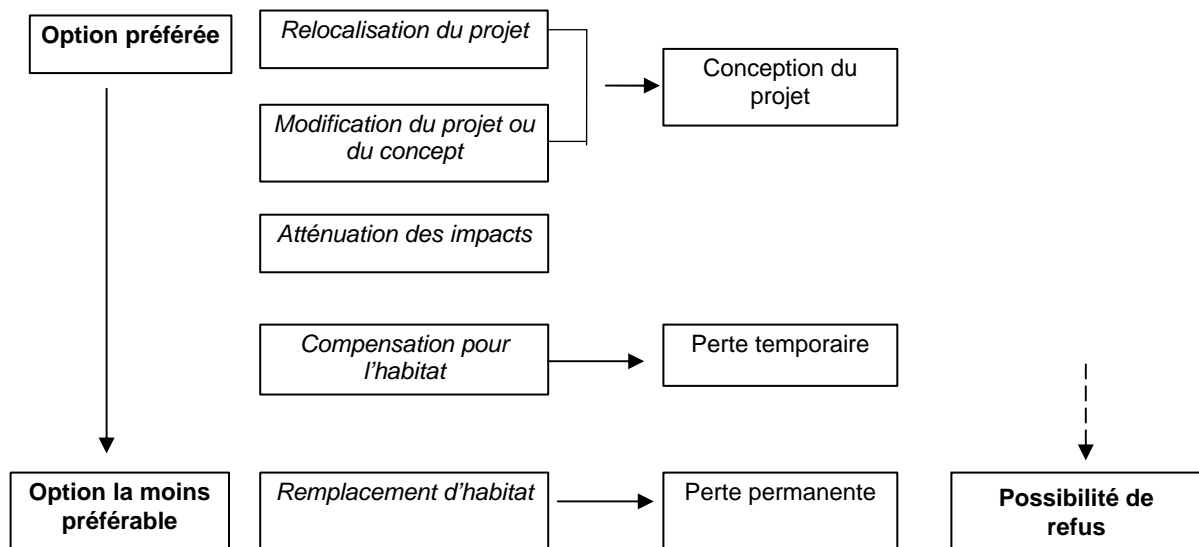 Option préférée
Relocalisation du projet
Conception du
projet
Modification du projet ou
du concept
Atténuation des impacts
Compensation pour
l'habitat
Perte temporaire
Option la moins
préférable
Remplacement d'habitat
Perte permanente
Possibilité de
refus